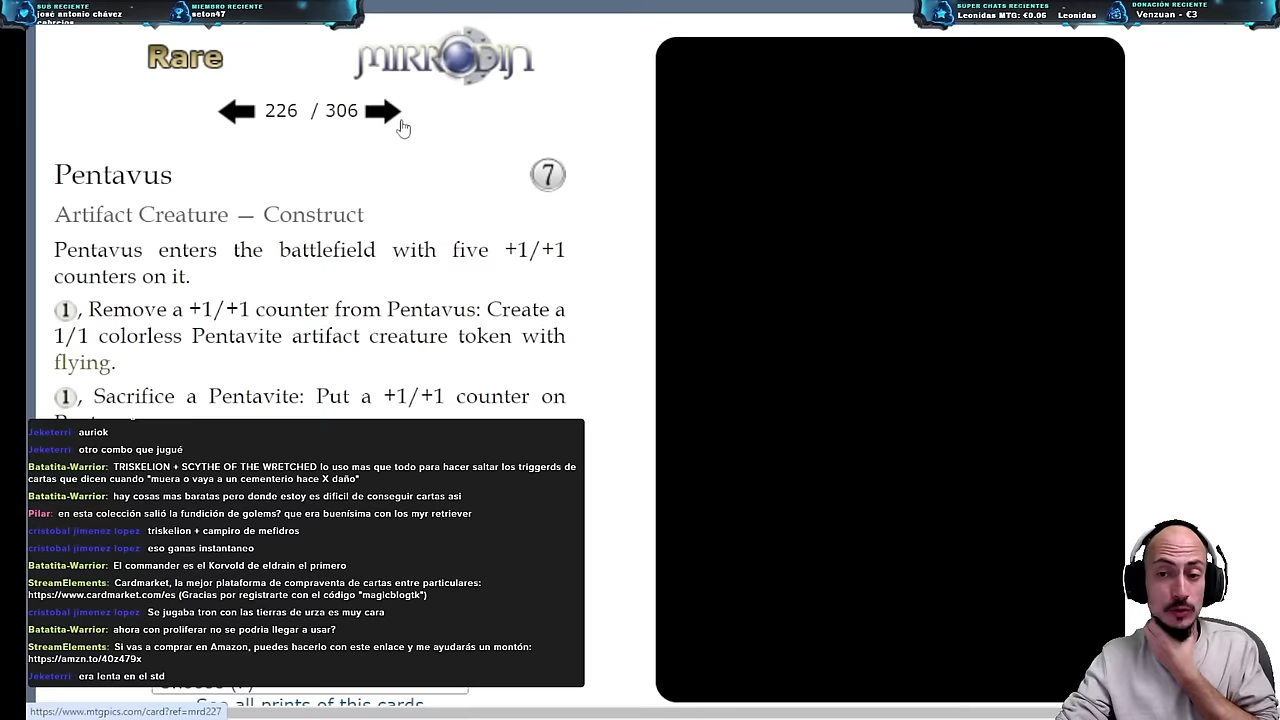 SUB RECIENTE
josé antonio chávez
cabrejos
MIEMBRO RECIENTE
seton47
SUPER CHATS RECIENTES
Leonidas MTG: €0.06 Leonidas
DONACIÓN RECIENTE
Venzuan - €3
Rare
MIRRODIN
226 / 306
Pentavus
7
Artifact Creature — Construct
Pentavus enters the battlefield with five +1/+1
counters on it.
1, Remove a +1/+1 counter from Pentavus: Create a
1/1 colorless Pentavite artifact creature token with
flying.
1, Sacrifice a Pentavite: Put a +1/+1 counter on
Jeketerri: auriok
Jeketerri: otro combo que jugué
Batatita-Warrior: TRISKELION + SCYTHE OF THE WRETCHED lo uso mas que todo para hacer saltar los triggerds de
cartas que dicen cuando "muera o vaya a un cementerio hace X daño"
Batatita-Warrior: hay cosas mas baratas pero donde estoy es dificil de conseguir cartas asi
Pilar: en esta colección salió la fundición de golems? que era buenísima con los myr retriever
cristobal jimenez lopez: triskelion + campiro de mefidros
cristobal jimenez lopez: eso ganas instantaneo
Batatita-Warrior: El commander es el Korvold de eldrain el primero
StreamElements: Cardmarket, la mejor plataforma de compraventa de cartas entre particulares:
https://www.cardmarket.com/es (Gracias por registrarte con el código "magicblogtk")
cristobal jimenez lopez: Se jugaba tron con las tierras de urza es muy cara
Batatita-Warrior: ahora con proliferar no se podria llegar a usar?
StreamElements: Si vas a comprar en Amazon, puedes hacerlo con este enlace y me ayudarás un montón:
https://amzn.to/40z479x
Jeketerri: era lenta en el std
See all prints of this cards
https://www.mtgpics.com/card?ref=mrd227